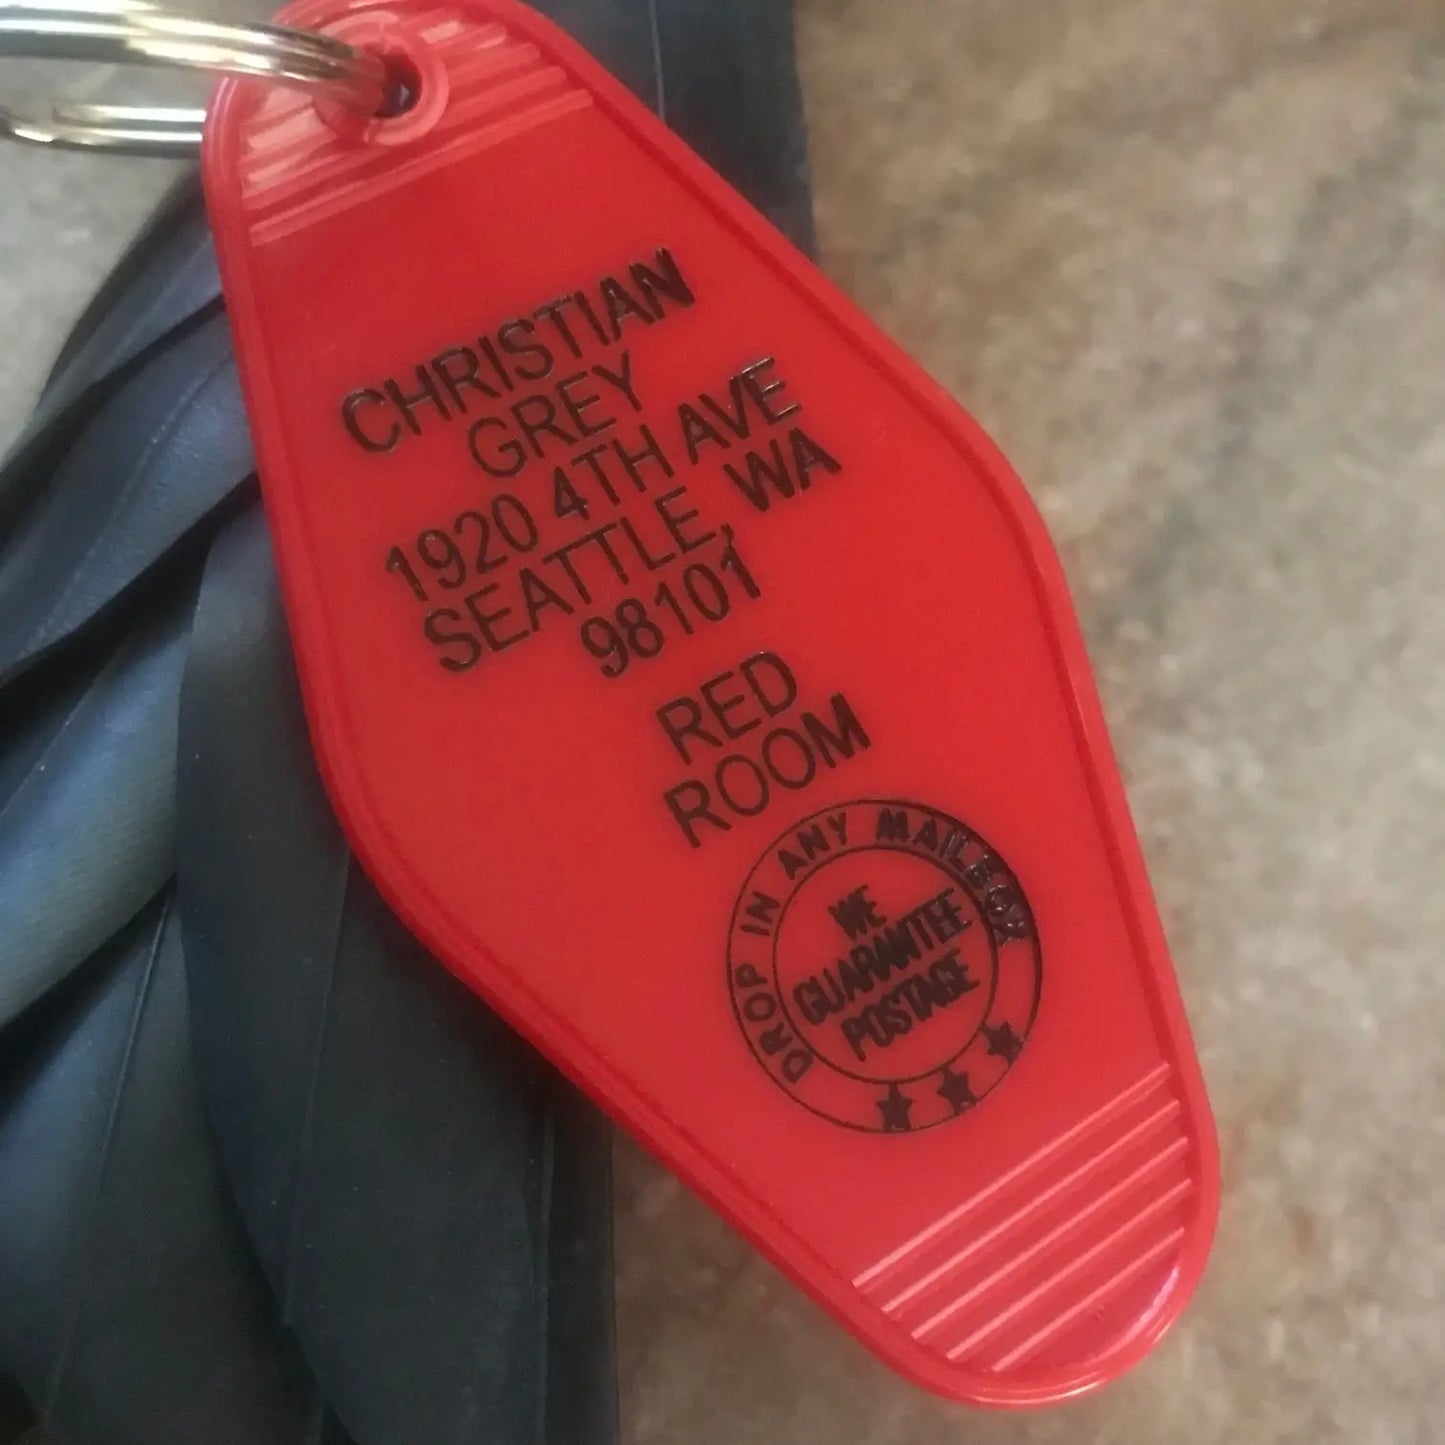 CHRISTIAN
GREY
1920 4TH AVE
SEATTLE, WA
98101
RED
ROOM
DROP IN ANY MAILBOX
WE
GUARANTEE
POSTAGE